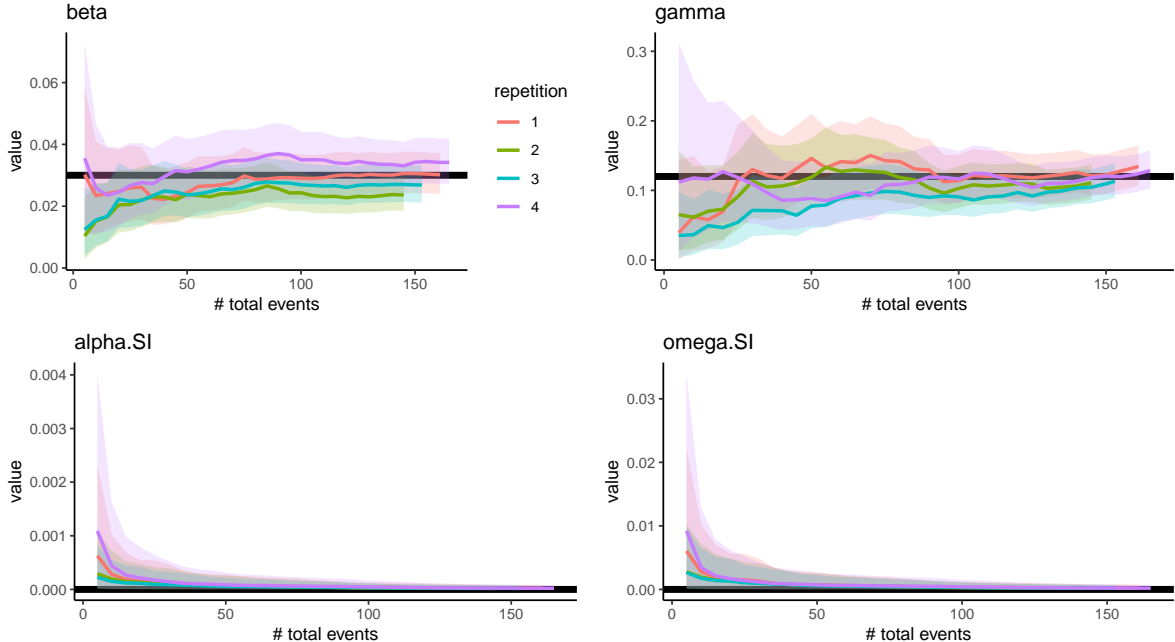 beta
value
0.06
0.04
0.02
0.00
0
50
100
150
# total events
repetition
1
2
3
4
gamma
value
0.3
0.2
0.1
0.0
0
50
100
150
# total events
alpha.SI
value
0.004
0.003
0.002
0.001
0.000
0
50
100
150
# total events
omega.SI
value
0.03
0.02
0.01
0.00
0
50
100
150
# total events